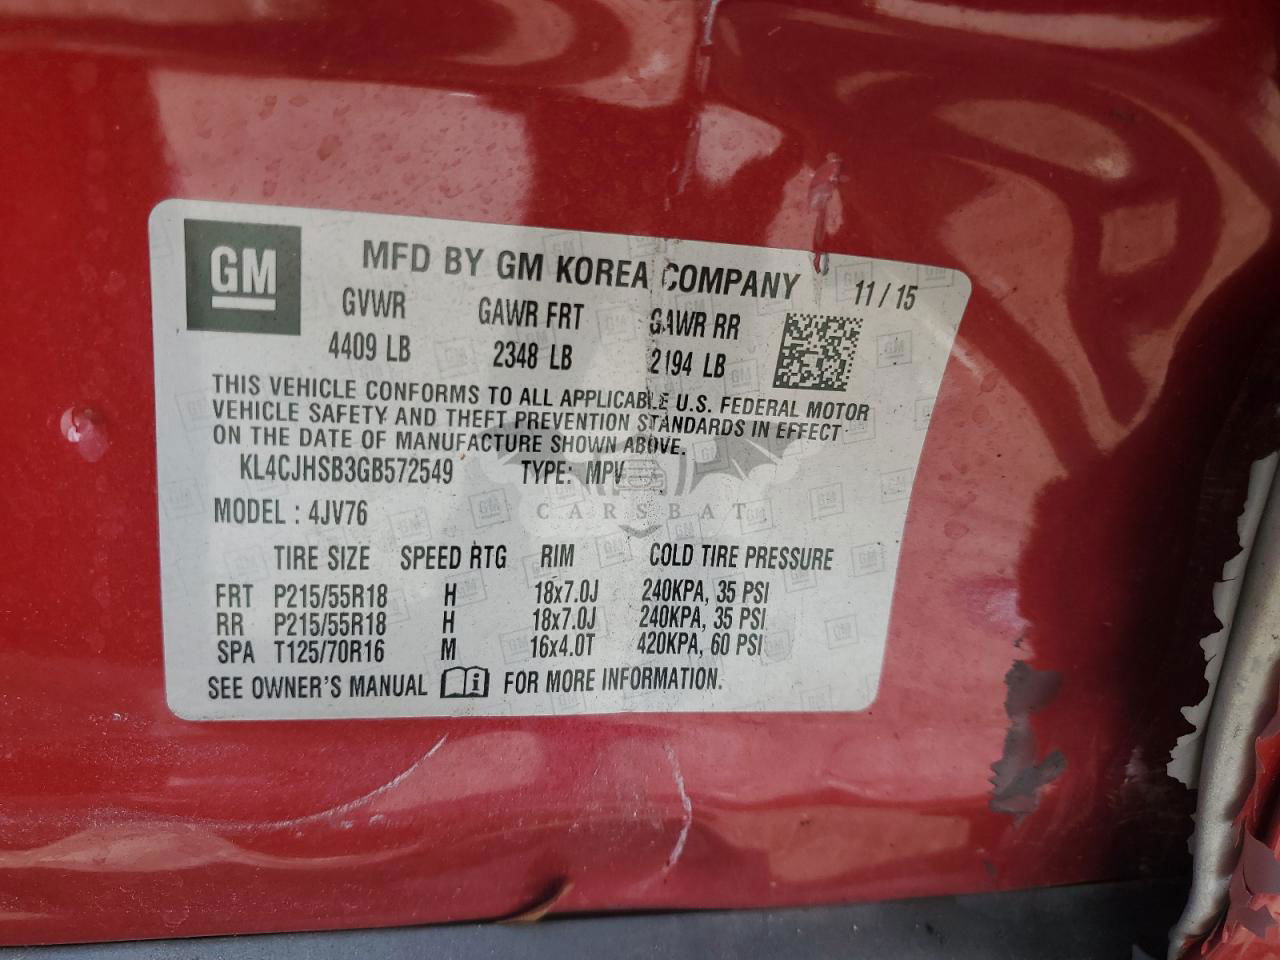 GM
MFD BY GM KOREA COMPANY 11 / 15
GVWR GAWR FRT GAWR RR
4409 LB 2348 LB 2194 LB
THIS VEHICLE CONFORMS TO ALL APPLICABLE U.S. FEDERAL MOTOR
VEHICLE SAFETY AND THEFT PREVENTION STANDARDS IN EFFECT
ON THE DATE OF MANUFACTURE SHOWN ABOVE.
KL4CJHSB3GB572549 TYPE: MPV
CARSBAT
MODEL : 4JV76
TIRE SIZE SPEED RTG RIM COLD TIRE PRESSURE
FRT P215/55R18 H 18x7.0J 240KPA, 35 PSI
RR P215/55R18 H 18x7.0J 240KPA, 35 PSI
SPA T125/70R16 M 16x4.0T 420KPA, 60 PSI
SEE OWNER'S MANUAL i FOR MORE INFORMATION.